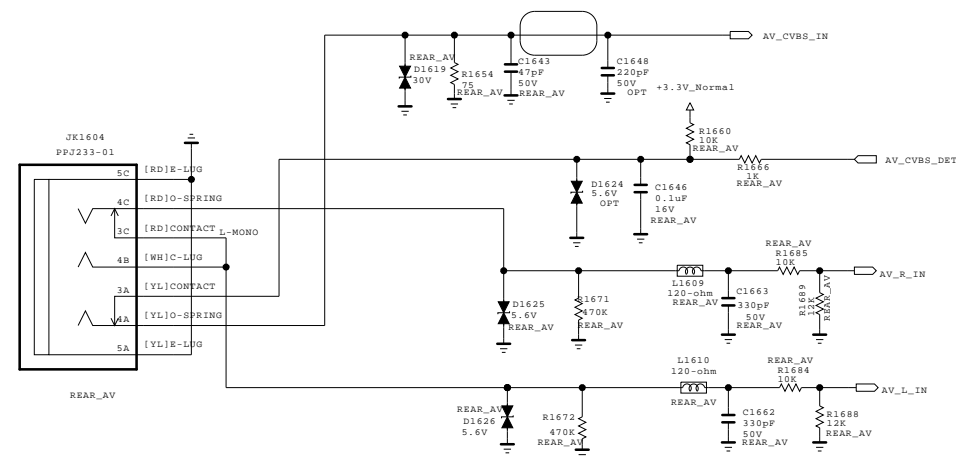 AV_CVBS_IN
REAR_AV
D1619
30V
R1654
75
REAR_AV
C1643
47pF
50V
REAR_AV
C1648
220pF
50V
OPT
+3.3V_Normal
R1660
10K
REAR_AV
AV_CVBS_DET
R1666
1K
REAR_AV
D1624
5.6V
OPT
C1646
0.1uF
16V
REAR_AV
JK1604
PPJ233-01
5C
[RD]E-LUG
4C
[RD]O-SPRING
3C
[RD]CONTACT
L-MONO
4B
[WH]C-LUG
3A
[YL]CONTACT
4A
[YL]O-SPRING
5A
[YL]E-LUG
REAR_AV
REAR_AV
R1685
10K
AV_R_IN
L1609
120-ohm
REAR_AV
C1663
330pF
50V
REAR_AV
R1689
12K
REAR_AV
D1625
5.6V
REAR_AV
R1671
470K
REAR_AV
L1610
120-ohm
REAR_AV
REAR_AV
R1684
10K
AV_L_IN
REAR_AV
D1626
5.6V
R1672
470K
REAR_AV
C1662
330pF
50V
REAR_AV
R1688
12K
REAR_AV